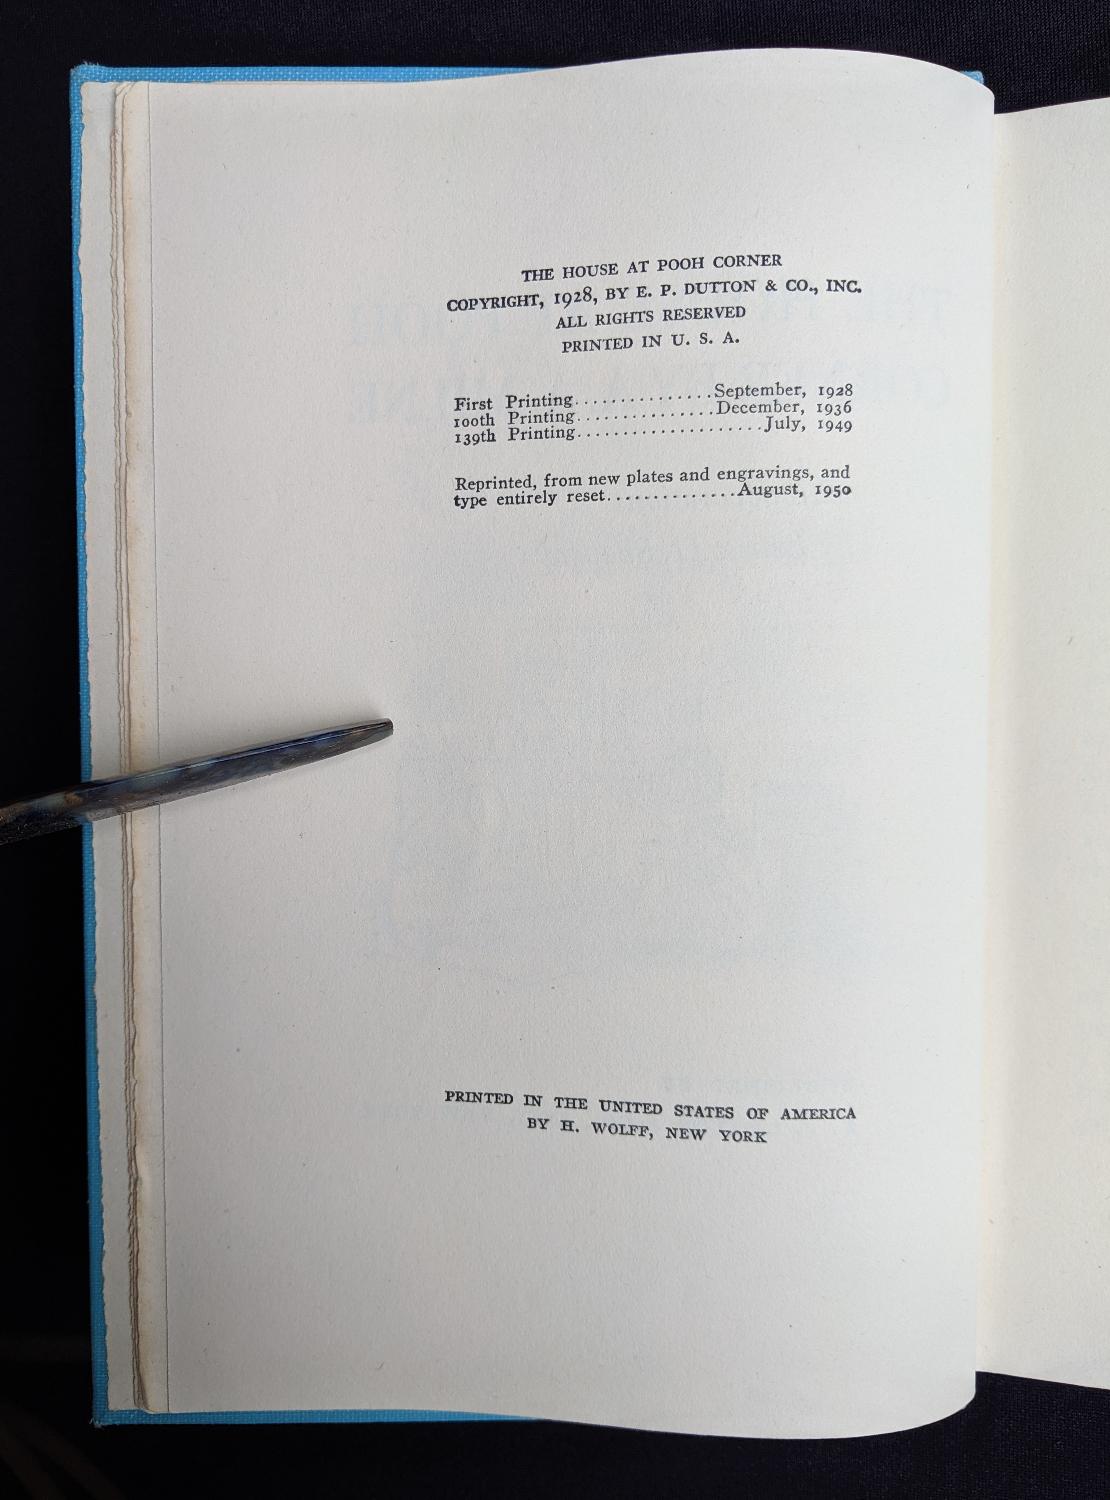 THE HOUSE AT POOH CORNER
COPYRIGHT, 1928, BY E. P. DUTTON & CO., INC.
ALL RIGHTS RESERVED
PRINTED IN U. S. A.
First Printing...............September, 1928
100th Printing...............December, 1936
139th Printing....................July, 1949
Reprinted, from new plates and engravings, and
type entirely reset..............August, 1950
PRINTED IN THE UNITED STATES OF AMERICA
BY H. WOLFF, NEW YORK